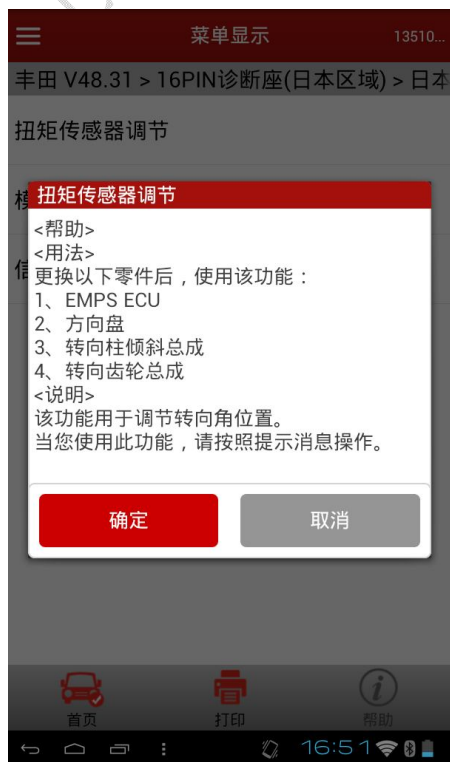 菜单显示
13510...
丰田 V48.31 > 16PIN诊断座(日本区域) > 日本
扭矩传感器调节
模
信
扭矩传感器调节
<帮助>
<用法>
更换以下零件后，使用该功能：
1、EMPS ECU
2、方向盘
3、转向柱倾斜总成
4、转向齿轮总成
<说明>
该功能用于调节转向角位置。
当您使用此功能，请按照提示消息操作。
确定
取消
首页
打印
帮助
16:51